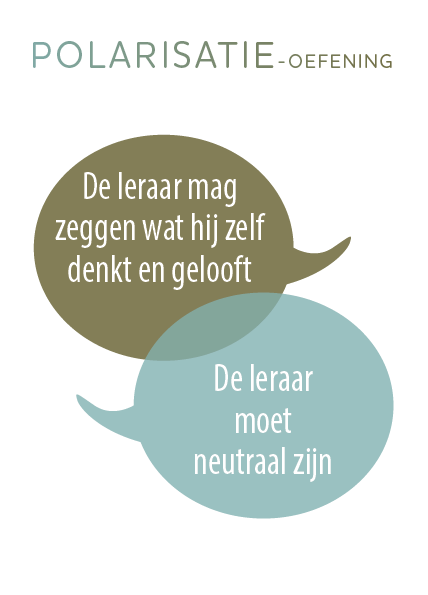 POLARISATIE-OEFENING
De leraar mag
zeggen wat hij zelf
denkt en gelooft
De leraar
moet
neutraal zijn